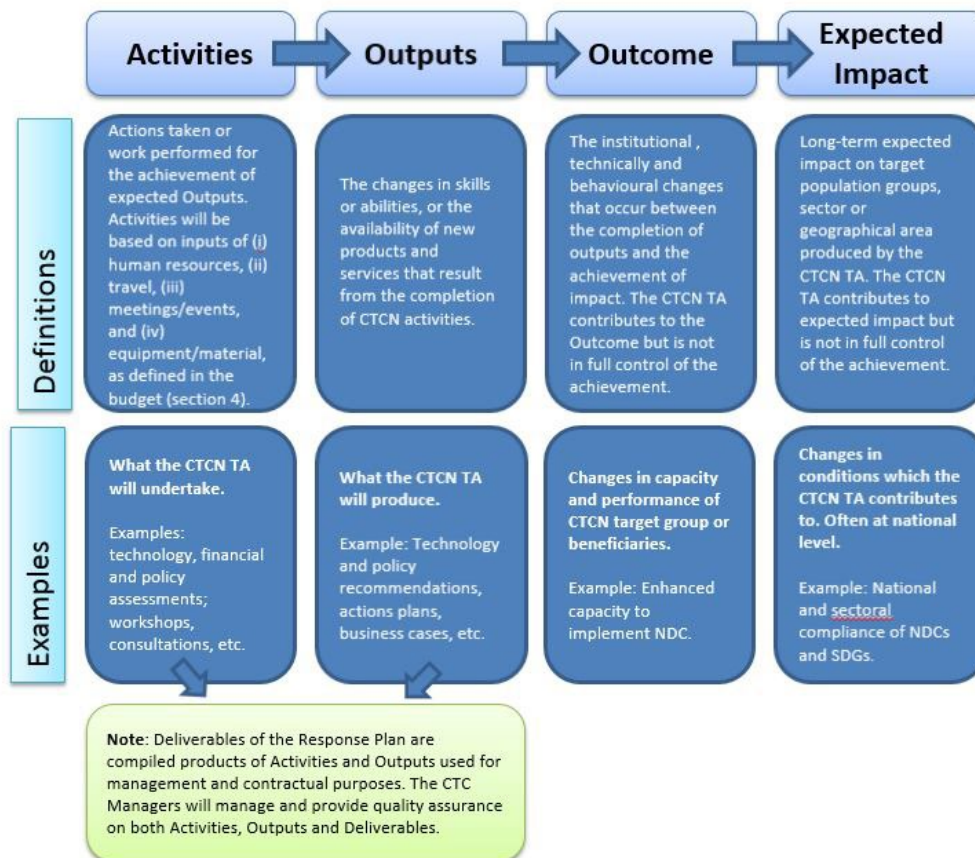 Activities
Outputs
Outcome
Expected
Impact
Definitions
Actions taken or
work performed for
the achievement of
expected Outputs.
Activities will be
based on inputs of (i)
human resources, (ii)
travel, (iii)
meetings/events,
and (iv)
equipment/material,
as defined in the
budget (section 4).
The changes in skills
or abilities, or the
availability of new
products and
services that result
from the completion
of CTCN activities.
The institutional ,
technically and
behavioural changes
that occur between
the completion of
outputs and the
achievement of
impact. The CTCN TA
contributes to the
Outcome but is not
in full control of the
achievement.
Long-term expected
impact on target
population groups,
sector or
geographical area
produced by the
CTCN TA. The CTCN
TA contributes to
expected impact but
is not in full control
of the achievement.
Examples
What the CTCN TA
will undertake.
Examples:
technology, financial
and policy
assessments;
workshops,
consultations, etc.
What the CTCN TA
will produce.
Example: Technology
and policy
recommendations,
actions plans,
business cases, etc.
Changes in capacity
and performance of
CTCN target group or
beneficiaries.
Example: Enhanced
capacity to
implement NDC.
Changes in
conditions which the
CTCN TA contributes
to. Often at national
level.
Example: National
and sectoral
compliance of NDCs
and SDGs.
Note: Deliverables of the Response Plan are
compiled products of Activities and Outputs used for
management and contractual purposes. The CTC
Managers will manage and provide quality assurance
on both Activities, Outputs and Deliverables.